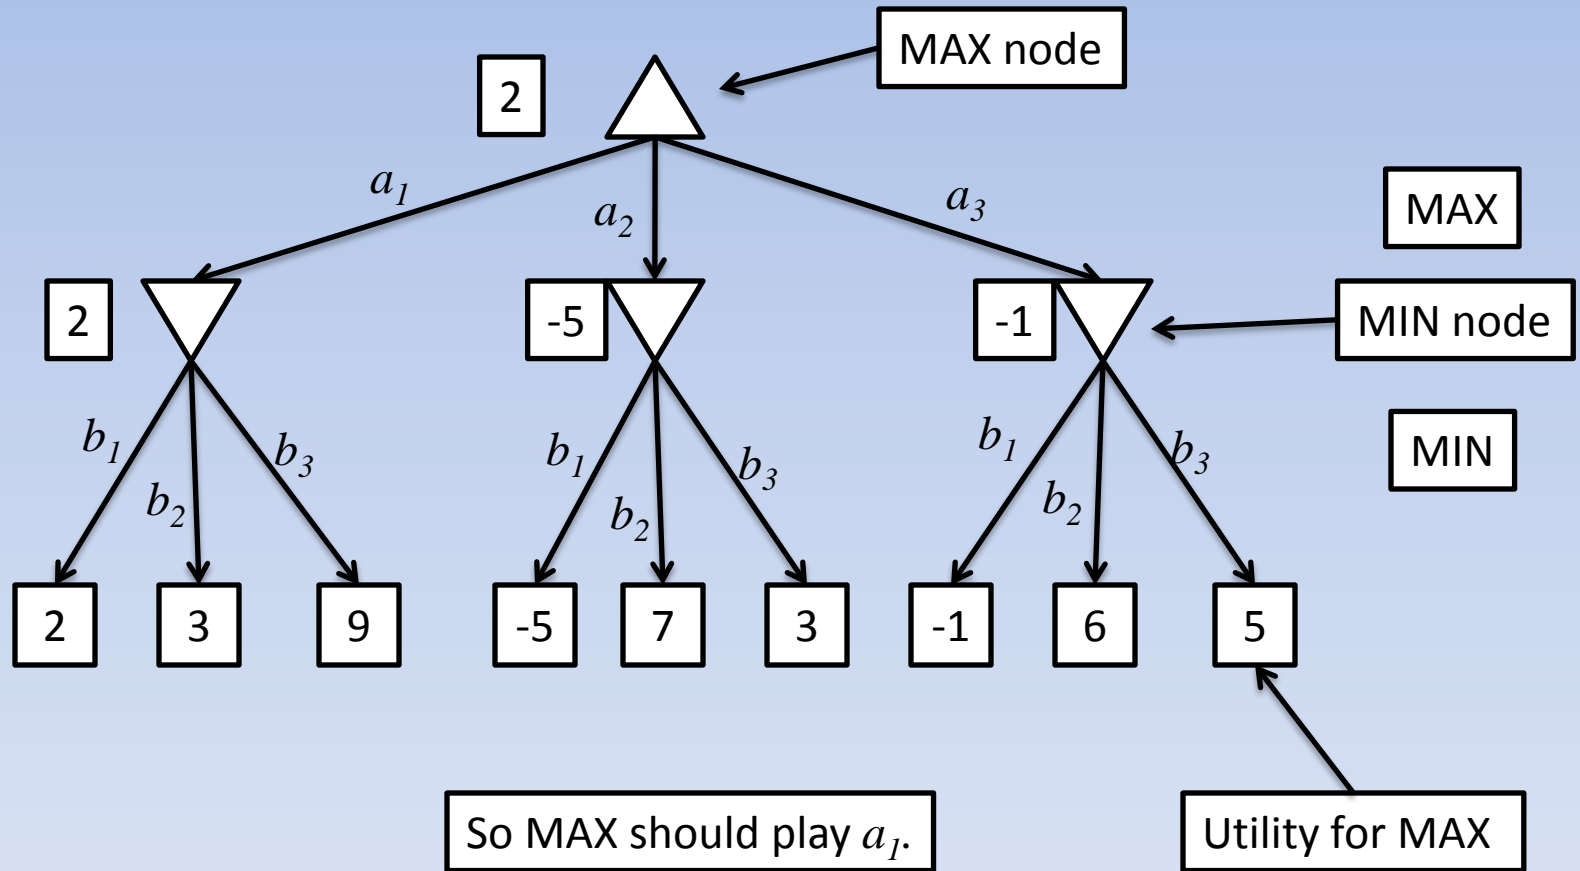 MAX node
2
a1
a2
a3
MAX
2
-5
-1
MIN node
b1
b2
b3
b1
b2
b3
b1
b2
b3
MIN
2
3
9
-5
7
3
-1
6
5
So MAX should play a1.
Utility for MAX